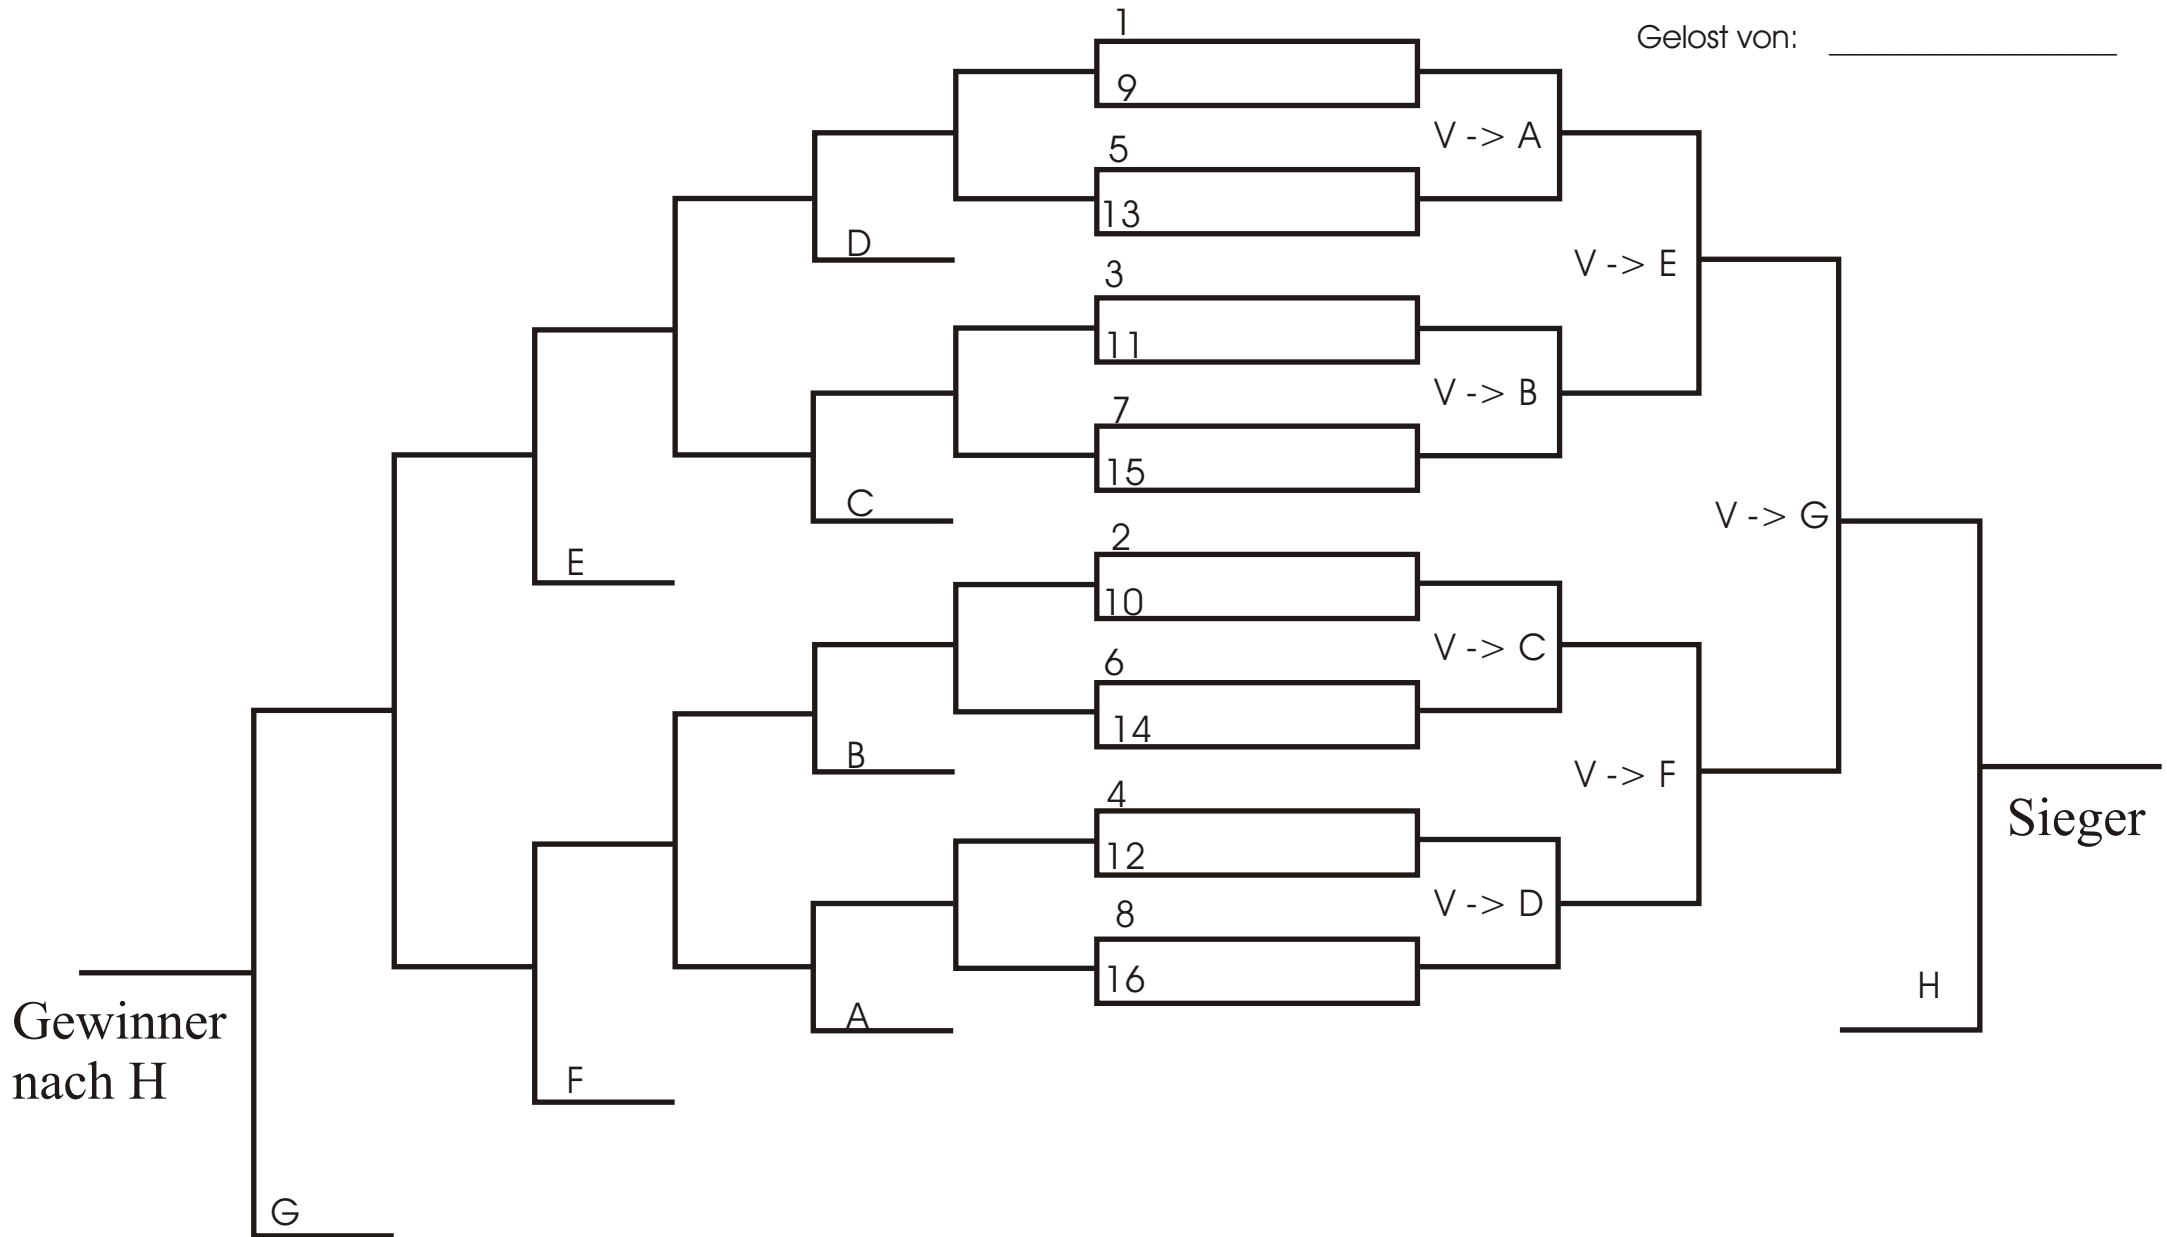 1
Gelost von: __________________
9
V -> A
5
13
D
V -> E
3
11
V -> B
7
15
C
V -> G
2
E
10
V -> C
6
14
B
V -> F
4
Sieger
12
V -> D
8
16
H
A
Gewinner
nach H
F
G